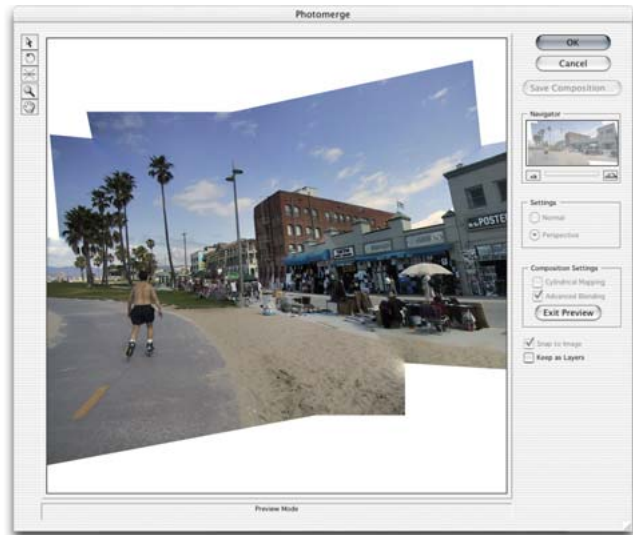 Photomerge
OK
Cancel
Save Composition
Navigator
Settings
Normal
Perspective
Composition Settings
Cylindrical Mapping
Advanced Blending
Exit Preview
Snap to Image
Keep as Layers
POSTE
Preview Mode